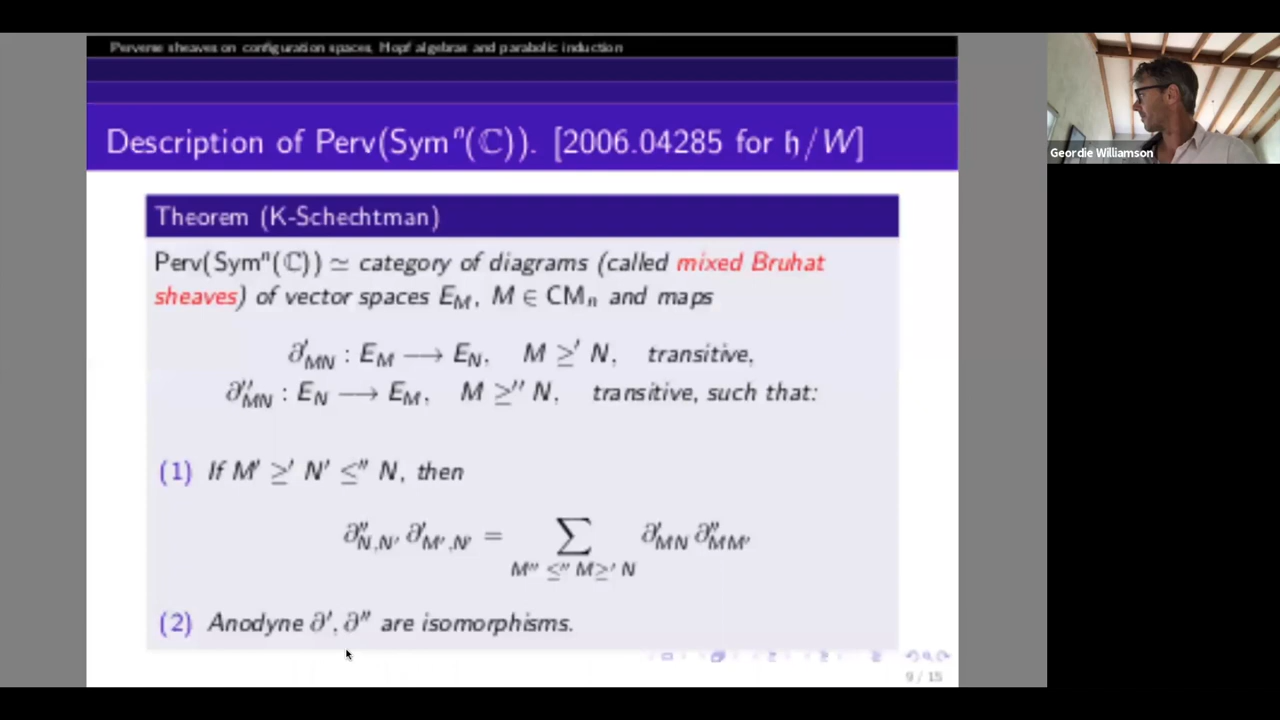 Perverse sheaves on configuration spaces, Hopf algebras and parabolic induction
Description of Perv(Symⁿ(ℂ)). [2006.04285 for 𝔥/W]
Theorem (K-Schechtman)
Perv(Symⁿ(ℂ)) ≃ category of diagrams (called mixed Bruhat
sheaves) of vector spaces E_M, M ∈ CM_n and maps
∂′_MN : E_M ⟶ E_N, M ≥′ N, transitive,
∂″_MN : E_N ⟶ E_M, M ≥″ N, transitive, such that:
(1) If M′ ≥′ N′ ≤″ N, then
∂″_N,N′ ∂′_M′,N′ = ∑ ∂′_MN ∂″_MM′
M″ ≤″ M ≥′ N
(2) Anodyne ∂′, ∂″ are isomorphisms.
9 / 15
Geordie Williamson